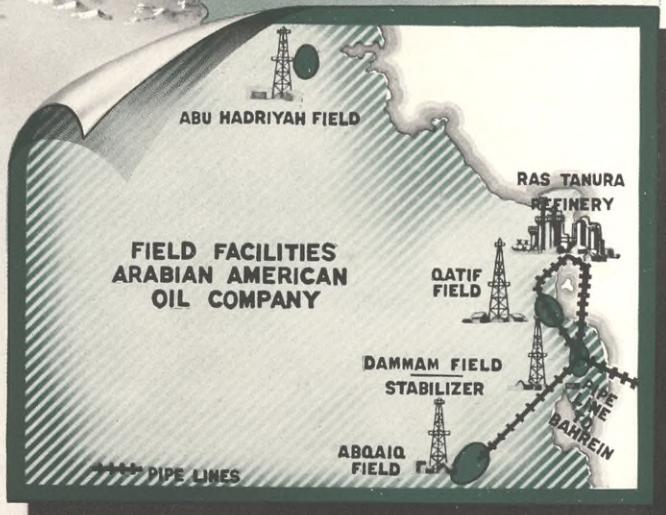 ABU HADRIYAH FIELD
RAS TANURA
REFINERY
FIELD FACILITIES
ARABIAN AMERICAN
OIL COMPANY
QATIF
FIELD
DAMMAM FIELD
STABILIZER
PIPE
LINE
TO
BAHREIN
ABQAIQ
FIELD
PIPE LINES